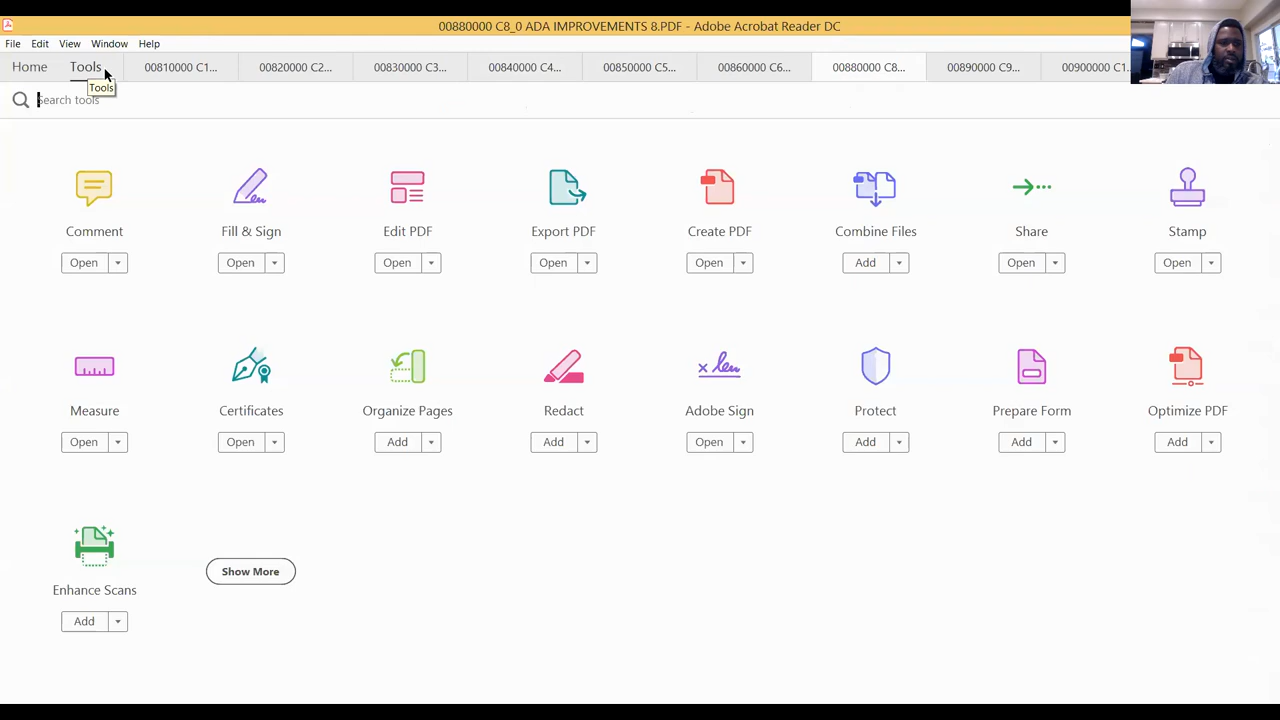 00880000 C8_0 ADA IMPROVEMENTS 8.PDF - Adobe Acrobat Reader DC
File Edit View Window Help
Home Tools 00810000 C1... 00820000 C2... 00830000 C3... 00840000 C4... 00850000 C5... 00860000 C6... 00880000 C8... 00890000 C9... 00900000 C1
Tools
Search tools
Comment Fill & Sign Edit PDF Export PDF Create PDF Combine Files Share Stamp
Open Open Open Open Open Add Open Open
Measure Certificates Organize Pages Redact Adobe Sign Protect Prepare Form Optimize PDF
Open Open Add Add Open Add Add Add
Enhance Scans
Show More
Add